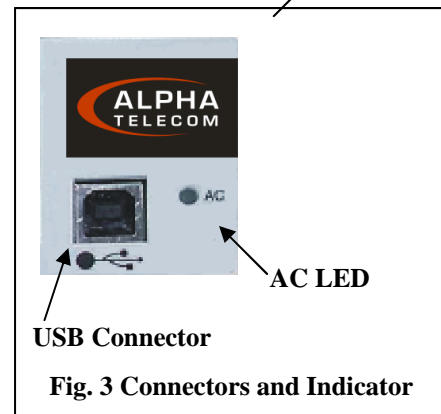 ALPHA
TELECOM
AC
AC LED
USB Connector
Fig. 3 Connectors and Indicator